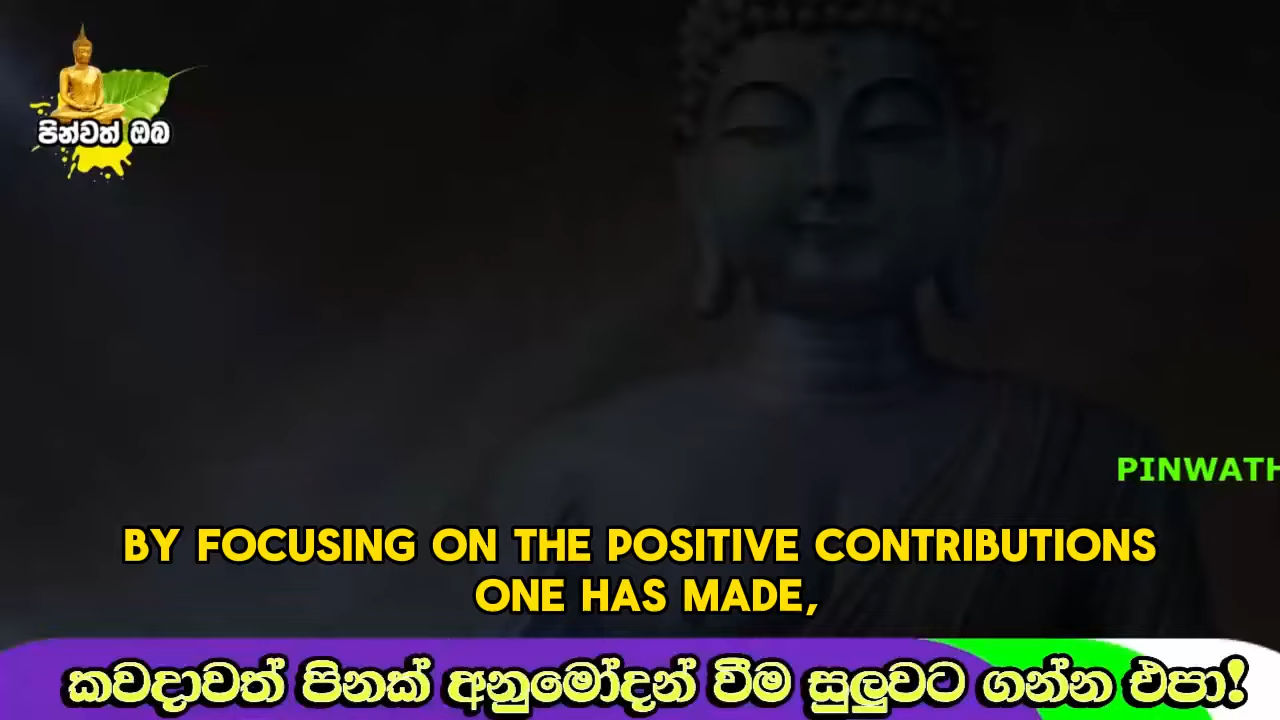 පින්වත් ඔබ
PINWATH
BY FOCUSING ON THE POSITIVE CONTRIBUTIONS
ONE HAS MADE,
කවදාවත් පිනක් අනුමෝදන් වීම සුලුවට ගන්න එපා!